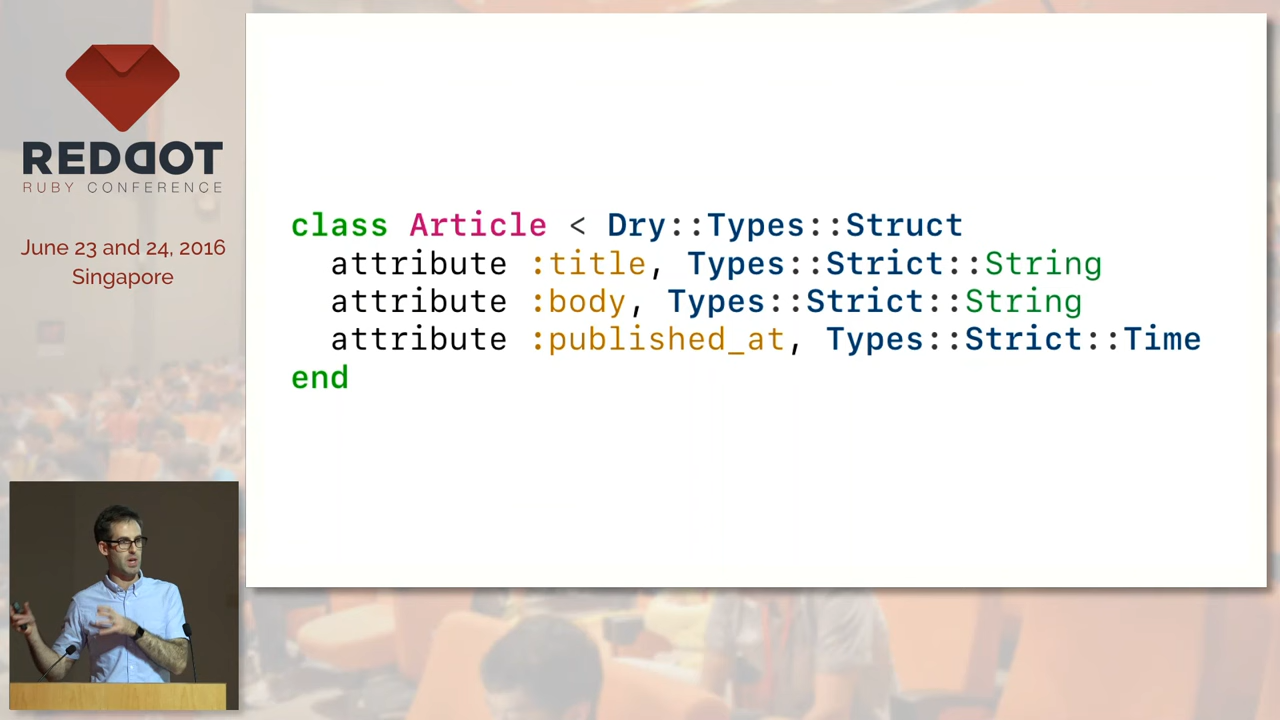 REDDOT
RUBY CONFERENCE
June 23 and 24, 2016
Singapore
class Article < Dry::Types::Struct
  attribute :title, Types::Strict::String
  attribute :body, Types::Strict::String
  attribute :published_at, Types::Strict::Time
end